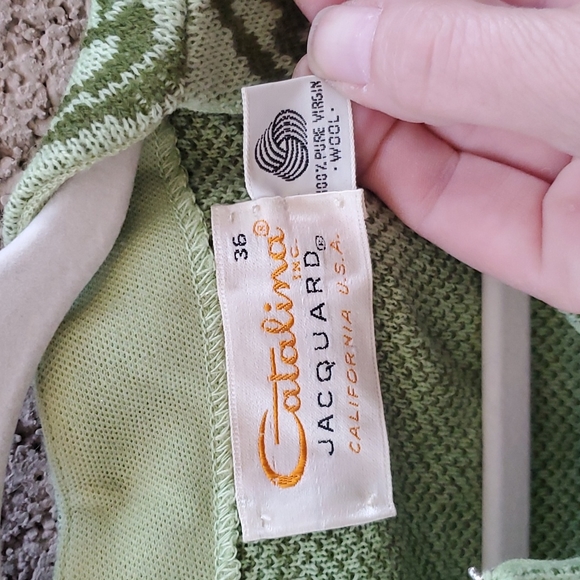 100% PURE VIRGIN
· WOOL ·
36
Catalina®
INC.
JACQUARD®
CALIFORNIA U.S.A.